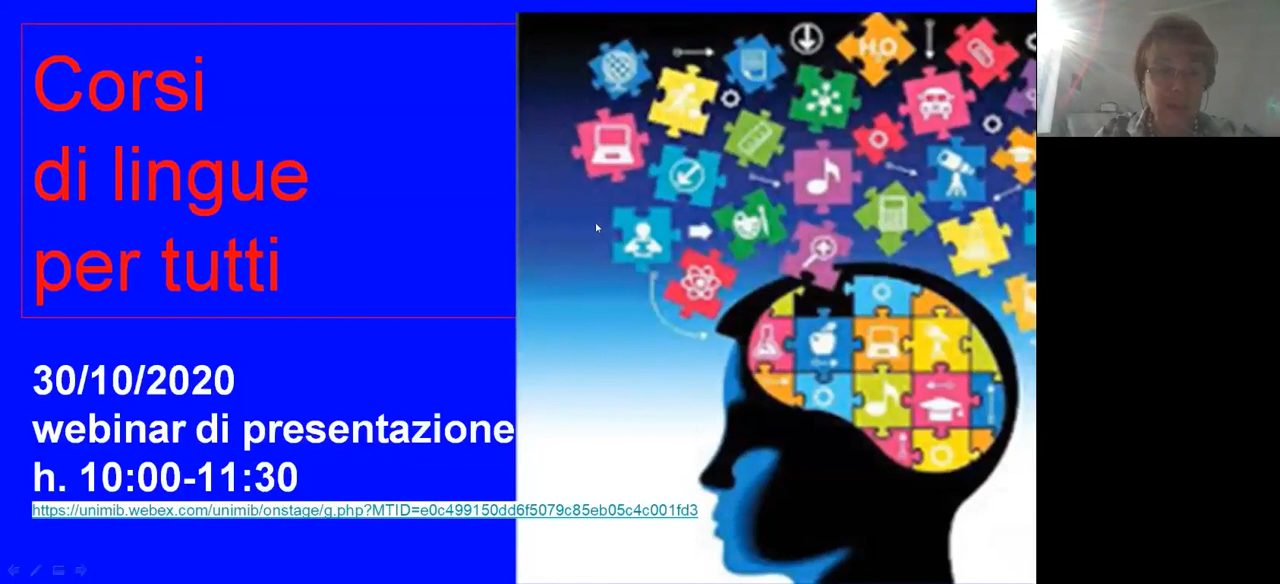 Corsi
di lingue
per tutti
30/10/2020
webinar di presentazione
h. 10:00-11:30
https://unimib.webex.com/unimib/onstage/g.php?MTID=e0c499150dd6f5079c85eb05c4c001fd3
H₂O